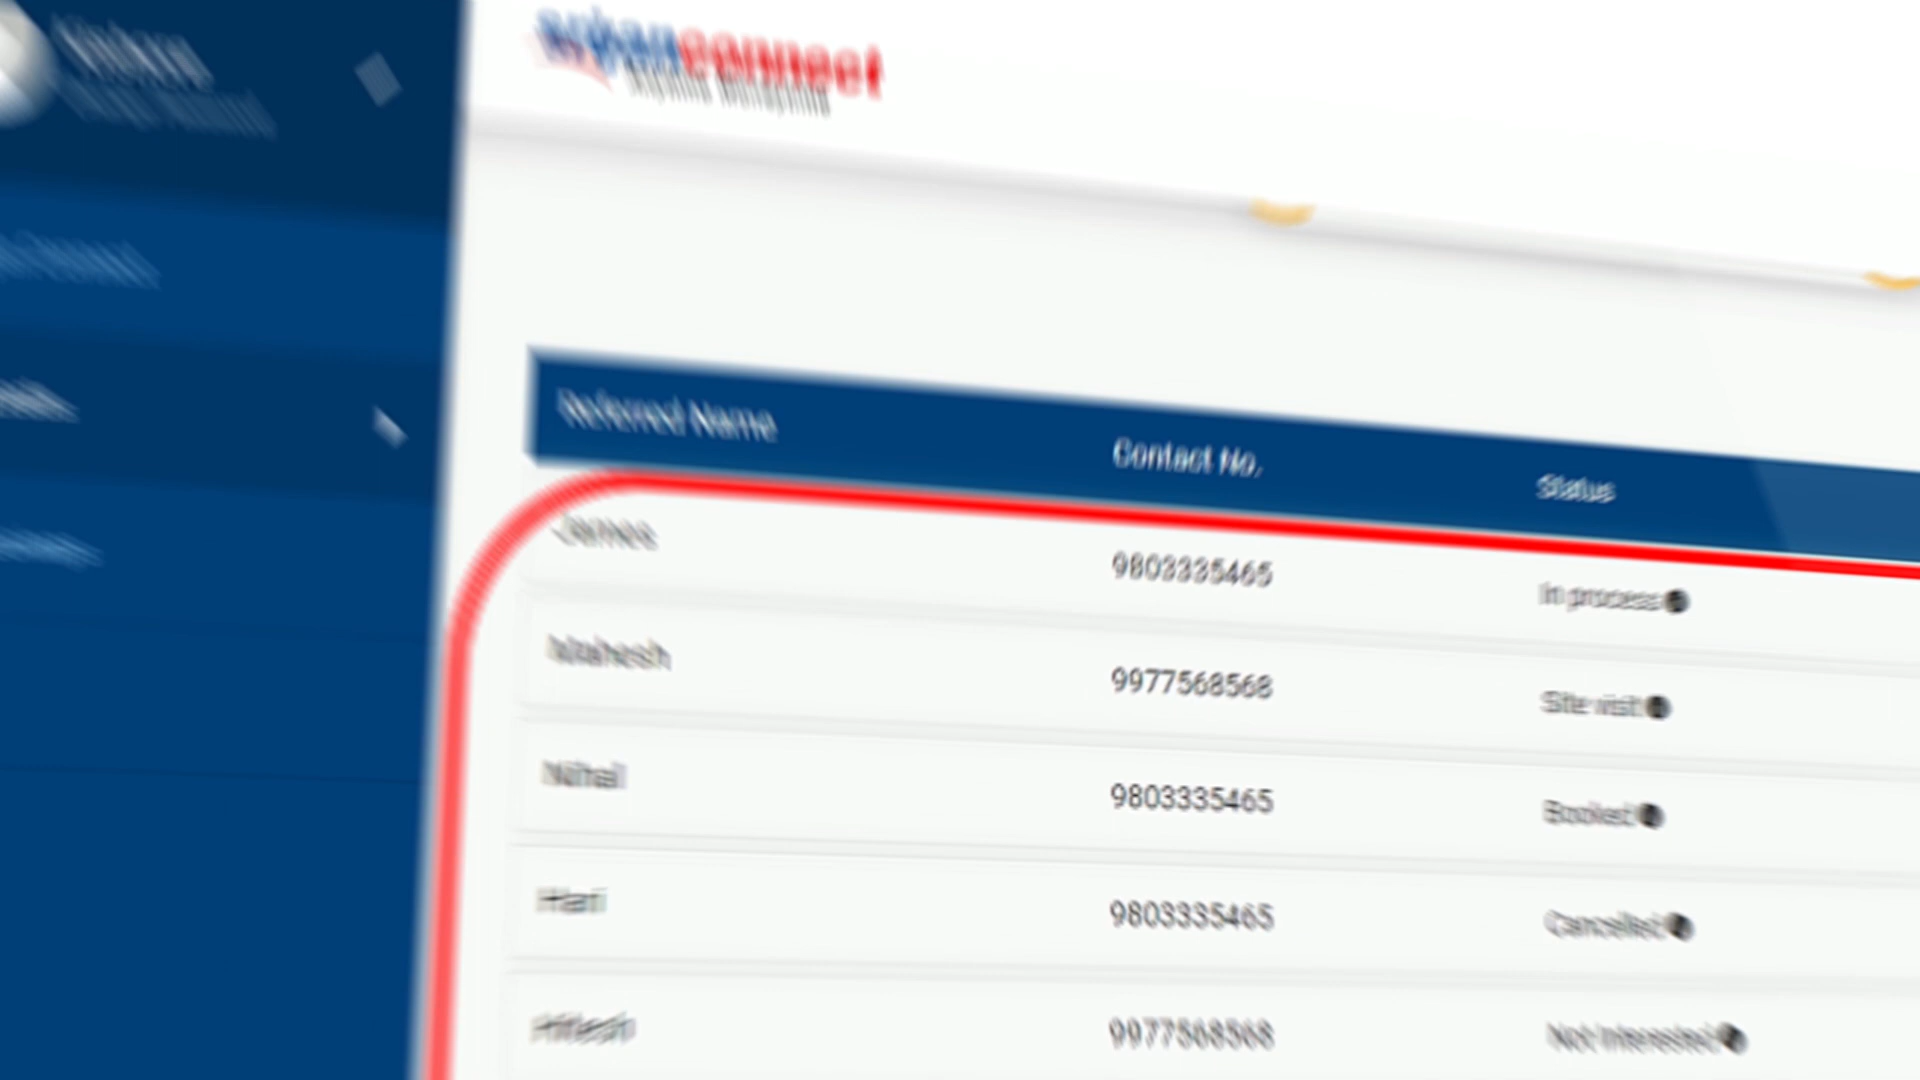 connect
Referred Name
Contact No.
Status
James
9803335465
In process
Mahesh
9977568568
Site visit
Nihal
9803335465
Booked
Hari
9803335465
Cancelled
Hitesh
9977568568
Not Interested